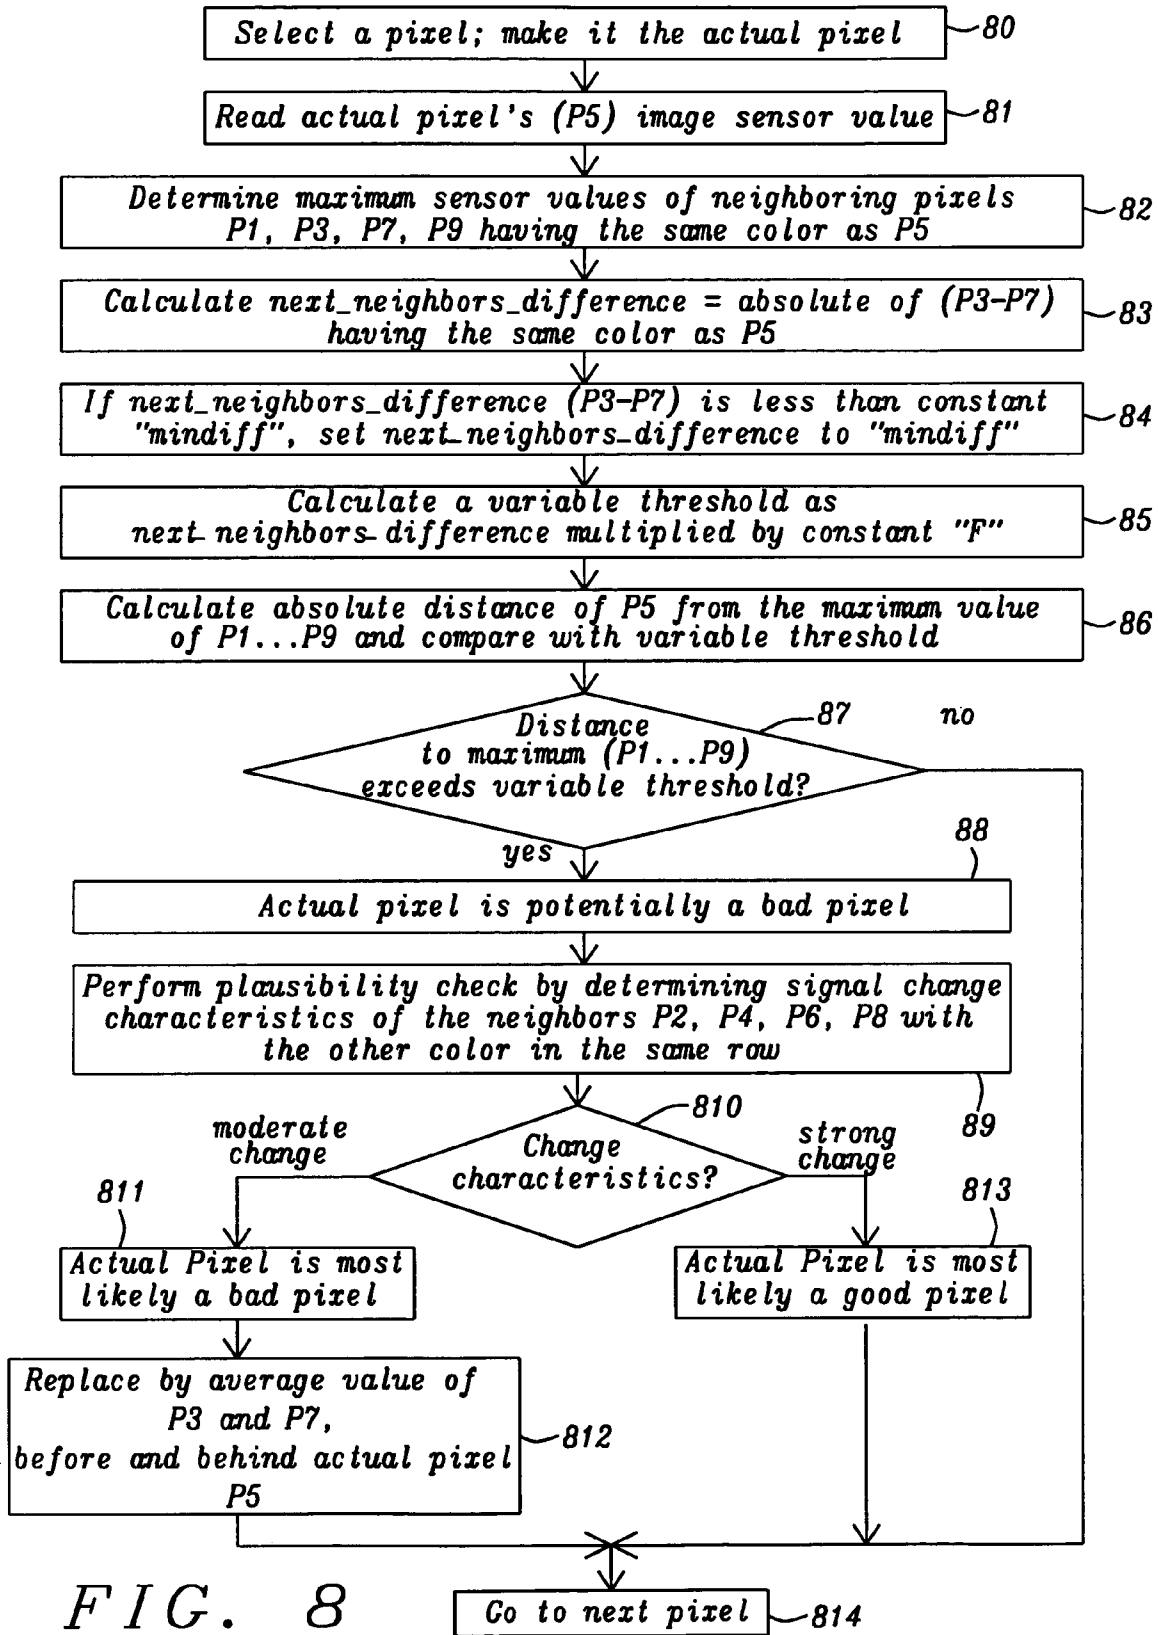 Select a pixel; make it the actual pixel
80
Read actual pixel's (P5) image sensor value
81
Determine maximum sensor values of neighboring pixels
P1, P3, P7, P9 having the same color as P5
82
Calculate next_neighbors_difference = absolute of (P3-P7)
having the same color as P5
83
If next_neighbors_difference (P3-P7) is less than constant
"mindiff", set next_neighbors_difference to "mindiff"
84
Calculate a variable threshold as
next_neighbors_difference multiplied by constant "F"
85
Calculate absolute distance of P5 from the maximum value
of P1...P9 and compare with variable threshold
86
Distance
to maximum (P1...P9)
exceeds variable threshold?
87
no
yes
88
Actual pixel is potentially a bad pixel
Perform plausibility check by determining signal change
characteristics of the neighbors P2, P4, P6, P8 with
the other color in the same row
89
810
Change
characteristics?
moderate
change
strong
change
811
813
Actual Pixel is most
likely a bad pixel
Actual Pixel is most
likely a good pixel
Replace by average value of
P3 and P7,
before and behind actual pixel
P5
812
FIG. 8
Go to next pixel
814